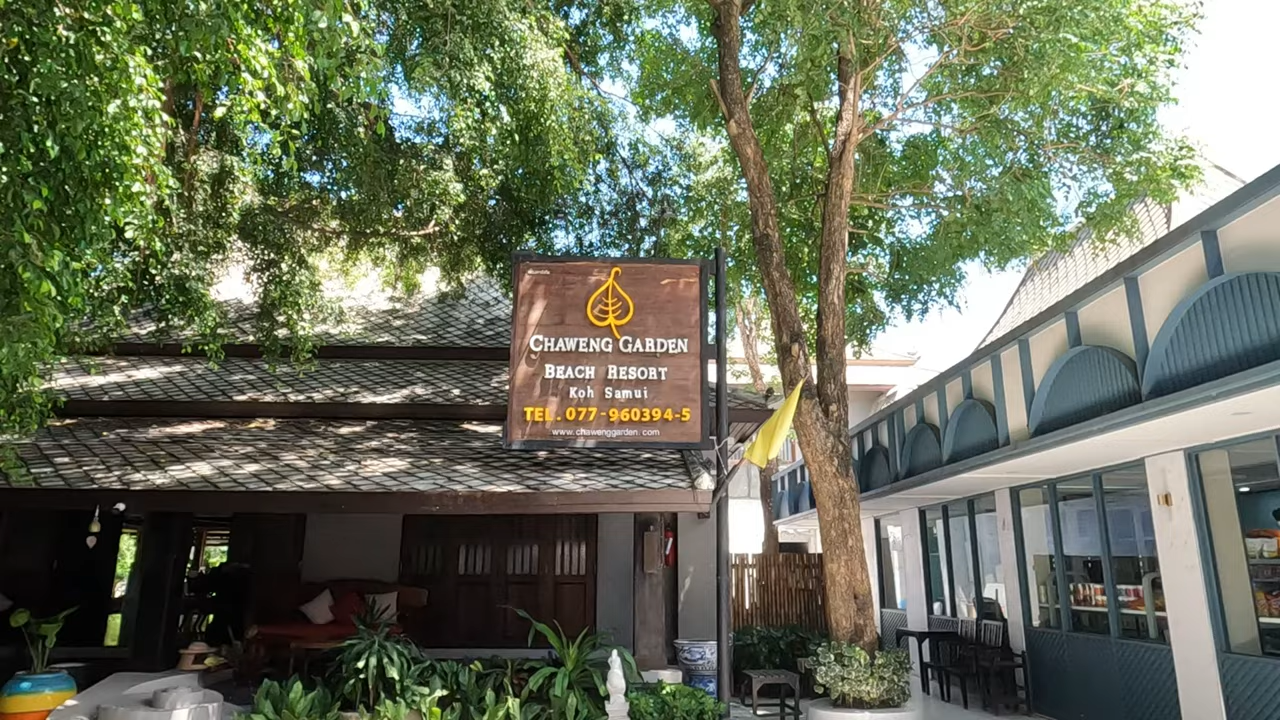 CHAWENG GARDEN
BEACH RESORT
Koh Samui
TEL. 077-960394-5
www.chawenggarden.com